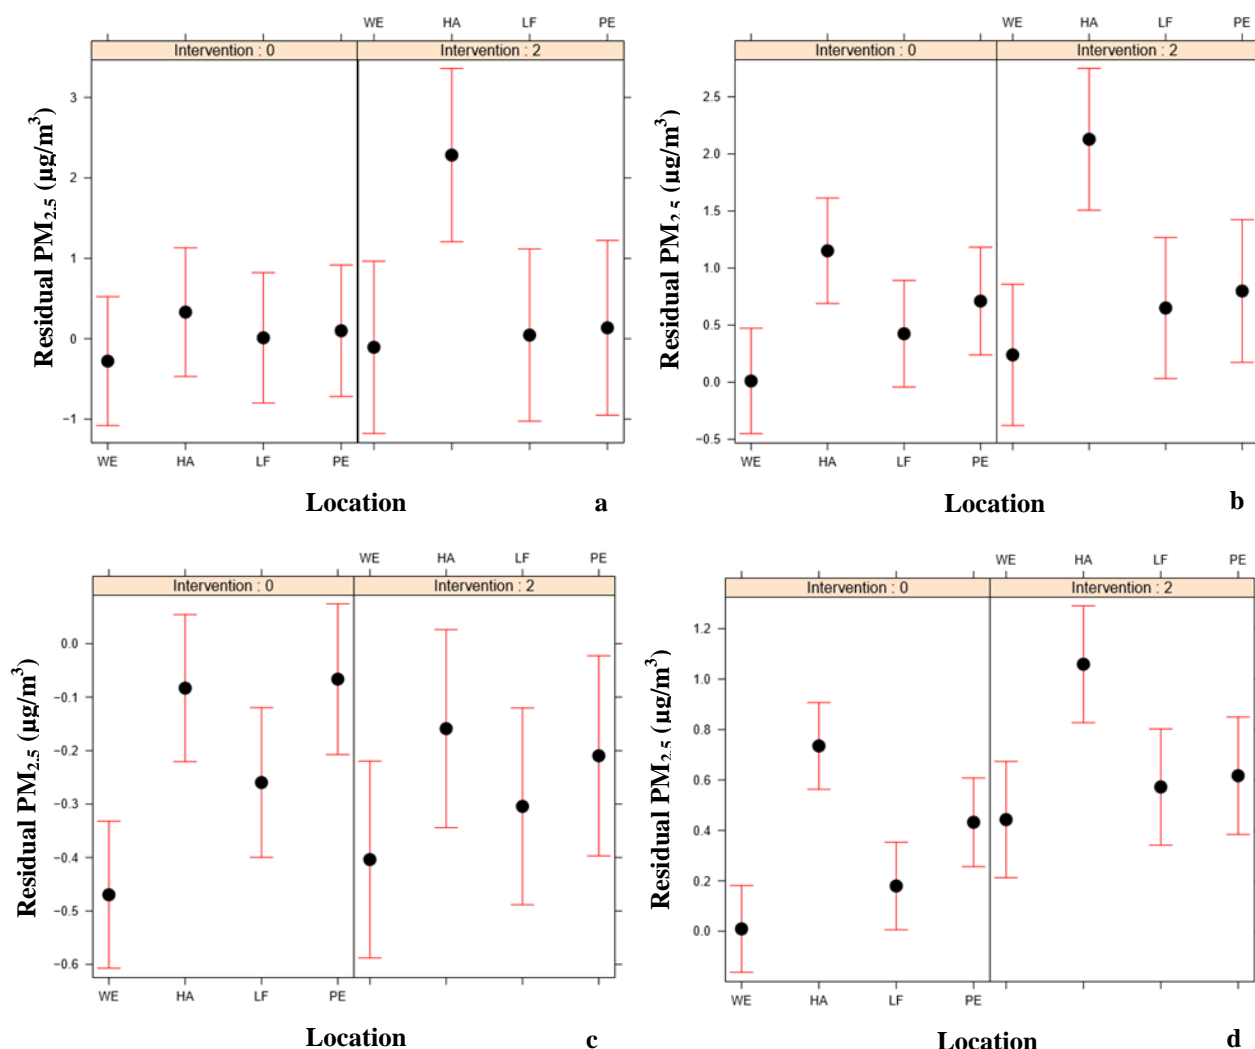 WE HA LF PE
Intervention : 0 Intervention : 2
3
2
1
0
−1
Residual PM2.5 (µg/m3)
WE HA LF PE
Location
a
WE HA LF PE
Intervention : 0 Intervention : 2
2.5
2.0
1.5
1.0
0.5
0.0
−0.5
Residual PM2.5 (µg/m3)
WE HA LF PE
Location
b
WE HA LF PE
Intervention : 0 Intervention : 2
0.0
−0.1
−0.2
−0.3
−0.4
−0.5
−0.6
Residual PM2.5 (µg/m3)
WE HA LF PE
Location
c
WE HA LF PE
Intervention : 0 Intervention : 2
1.2
1.0
0.8
0.6
0.4
0.2
0.0
Residual PM2.5 (µg/m3)
WE HA LF PE
Location
d